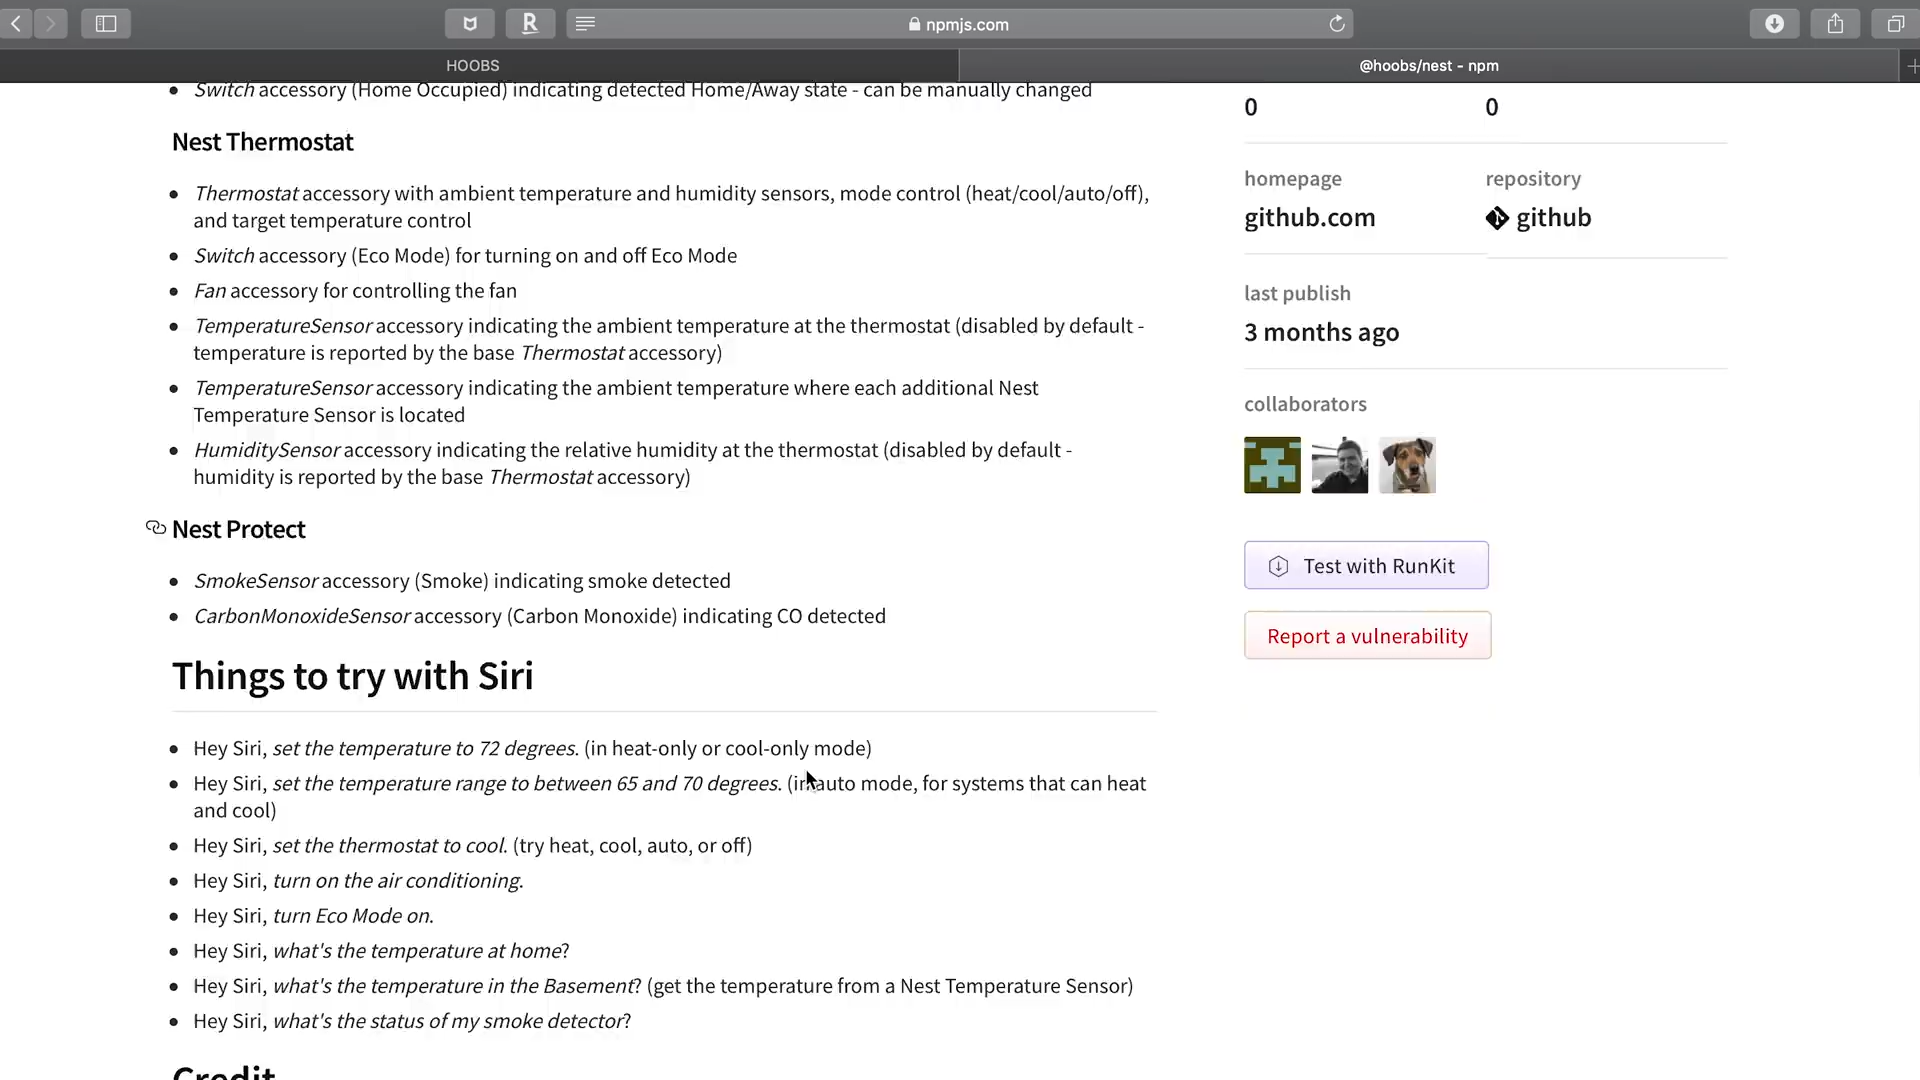 npmjs.com
HOOBS
@hoobs/nest - npm
Switch accessory (Home Occupied) indicating detected Home/Away state - can be manually changed
Nest Thermostat
Thermostat accessory with ambient temperature and humidity sensors, mode control (heat/cool/auto/off),
and target temperature control
Switch accessory (Eco Mode) for turning on and off Eco Mode
Fan accessory for controlling the fan
TemperatureSensor accessory indicating the ambient temperature at the thermostat (disabled by default -
temperature is reported by the base Thermostat accessory)
TemperatureSensor accessory indicating the ambient temperature where each additional Nest
Temperature Sensor is located
HumiditySensor accessory indicating the relative humidity at the thermostat (disabled by default -
humidity is reported by the base Thermostat accessory)
Nest Protect
SmokeSensor accessory (Smoke) indicating smoke detected
CarbonMonoxideSensor accessory (Carbon Monoxide) indicating CO detected
Things to try with Siri
Hey Siri, set the temperature to 72 degrees. (in heat-only or cool-only mode)
Hey Siri, set the temperature range to between 65 and 70 degrees. (in auto mode, for systems that can heat
and cool)
Hey Siri, set the thermostat to cool. (try heat, cool, auto, or off)
Hey Siri, turn on the air conditioning.
Hey Siri, turn Eco Mode on.
Hey Siri, what's the temperature at home?
Hey Siri, what's the temperature in the Basement? (get the temperature from a Nest Temperature Sensor)
Hey Siri, what's the status of my smoke detector?
Credit
0 0
homepage repository
github.com github
last publish
3 months ago
collaborators
Test with RunKit
Report a vulnerability